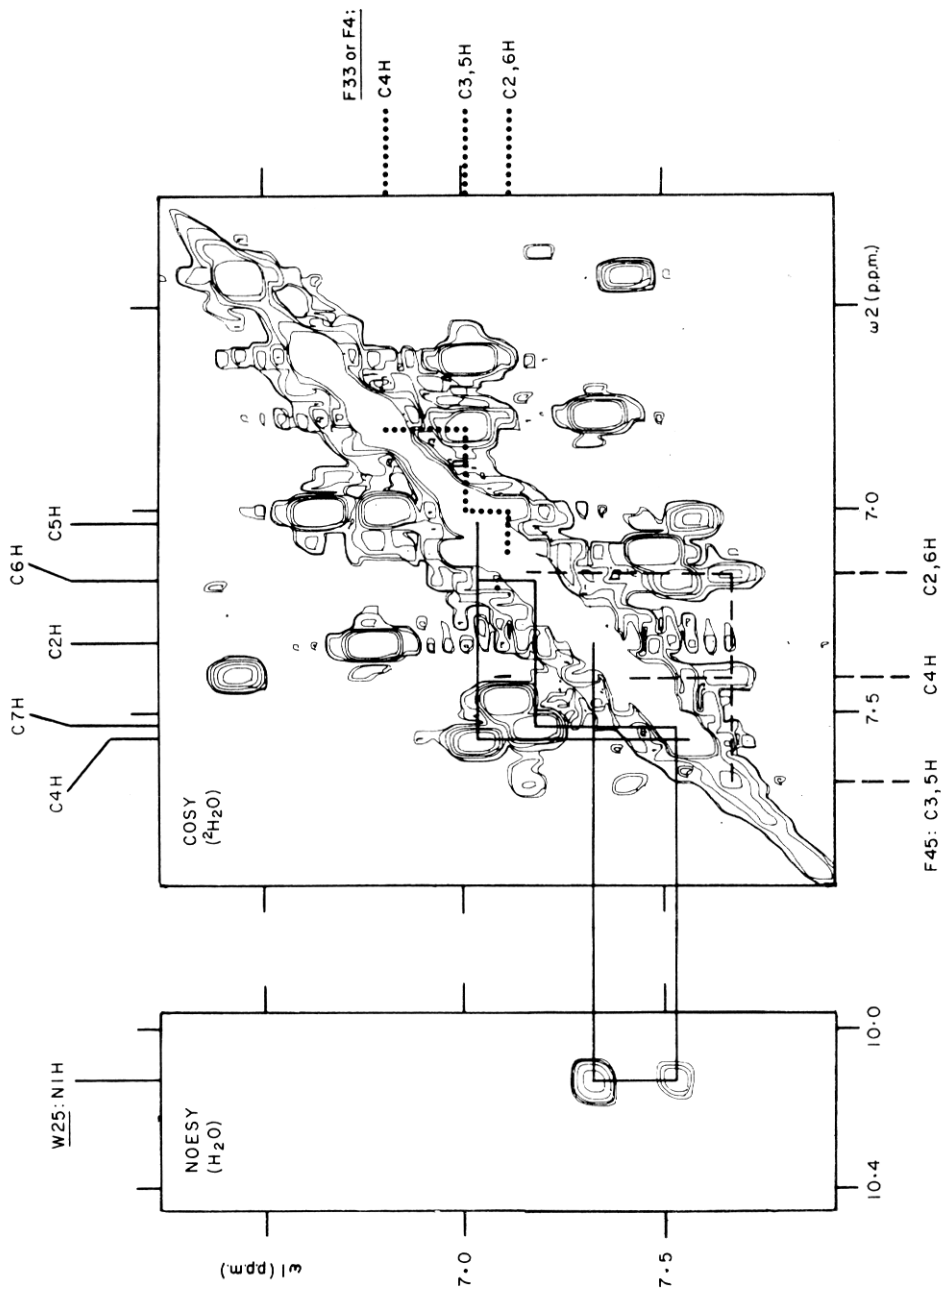 F33 or F4:
C4H
C3,5H
C2,6H
C4H
C7H
C2H
C6H
C5H
COSY
(²H₂O)
ω2 (p.p.m.)
7.0
7.5
C2,6H
C4H
F45: C3,5H
W25: N1H
NOESY
(H₂O)
10.0
10.4
ω1 (p.p.m.)
7.0
7.5